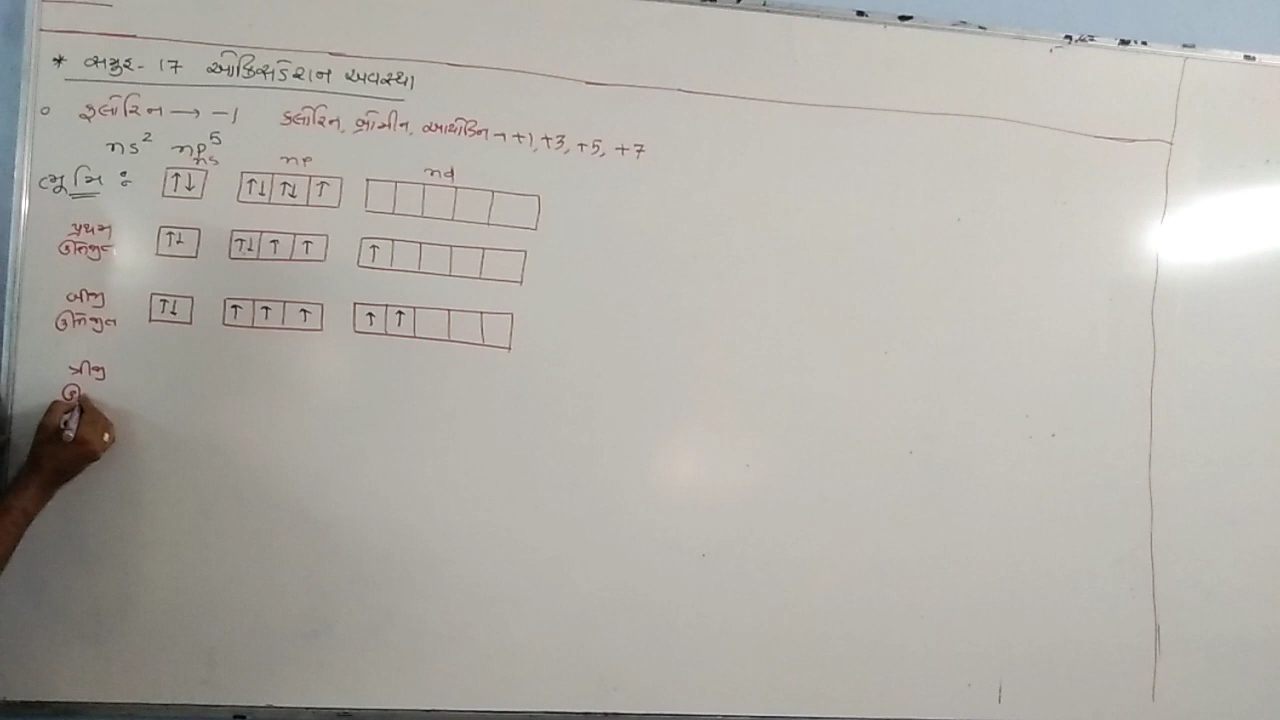 * સમુહ- 17 ઓક્સિડેશન અવસ્થા
ફ્લોરિન → -1 ક્લોરિન, બ્રોમીન, આયોડિન → +1, +3, +5, +7
ns² np⁵
ns np nd
ભૂમિ : ↑↓ ↑↓ ↑↓ ↑
પ્રથમ
ઉત્તેજીત ↑↓ ↑↓ ↑ ↑ ↑
બીજી
ઉત્તેજીત ↑↓ ↑ ↑ ↑ ↑ ↑
ત્રીજી
ઉ